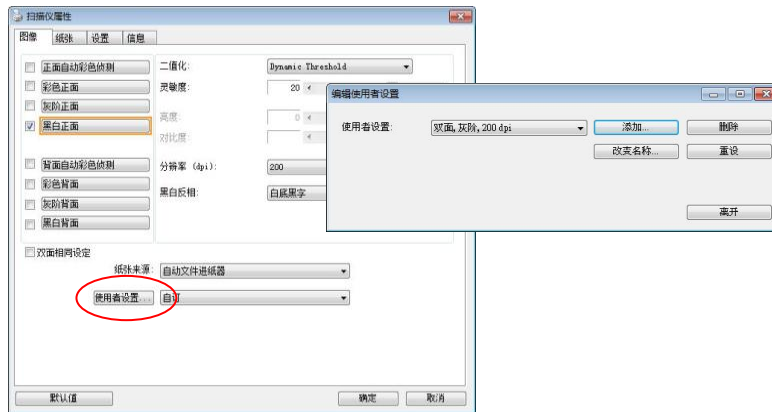 扫描仪属性
图像 纸张 设置 信息
正面自动彩色侦测
彩色正面
灰阶正面
黑白正面
背面自动彩色侦测
彩色背面
灰阶背面
黑白背面
二值化: Dynamic Threshold
灵敏度: 20
亮度: 0
对比度:
分辨率 (dpi): 200
黑白反相: 白底黑字
双面相同设定
纸张来源: 自动文件进纸器
使用者设置... 自订
默认值 确定 取消
编辑使用者设置
使用者设置: 双面, 灰阶, 200 dpi 添加... 删除
改变名称... 重设
离开